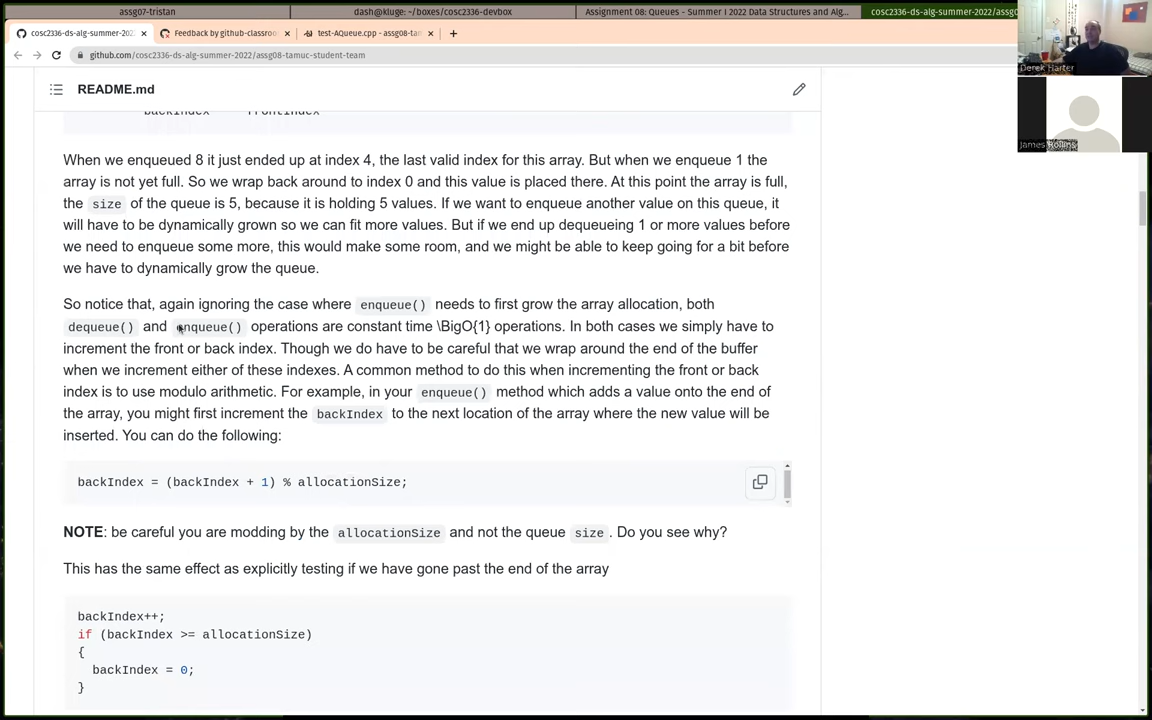 assg07-tristan
dash@kluge: ~/boxes/cosc2336-devbox
Assignment 08: Queues - Summer I 2022 Data Structures and Alg...
cosc2336-ds-alg-summer-2022/assg0
cosc2336-ds-alg-summer-202
Feedback by github-classroo
test-AQueue.cpp - assg08-tam
github.com/cosc2336-ds-alg-summer-2022/assg08-tamuc-student-team
Derek Harter
James Rollins
README.md
backIndex frontIndex
When we enqueued 8 it just ended up at index 4, the last valid index for this array. But when we enqueue 1 the
array is not yet full. So we wrap back around to index 0 and this value is placed there. At this point the array is full,
the size of the queue is 5, because it is holding 5 values. If we want to enqueue another value on this queue, it
will have to be dynamically grown so we can fit more values. But if we end up dequeueing 1 or more values before
we need to enqueue some more, this would make some room, and we might be able to keep going for a bit before
we have to dynamically grow the queue.
So notice that, again ignoring the case where enqueue() needs to first grow the array allocation, both
dequeue() and enqueue() operations are constant time \BigO{1} operations. In both cases we simply have to
increment the front or back index. Though we do have to be careful that we wrap around the end of the buffer
when we increment either of these indexes. A common method to do this when incrementing the front or back
index is to use modulo arithmetic. For example, in your enqueue() method which adds a value onto the end of
the array, you might first increment the backIndex to the next location of the array where the new value will be
inserted. You can do the following:
backIndex = (backIndex + 1) % allocationSize;
NOTE: be careful you are modding by the allocationSize and not the queue size. Do you see why?
This has the same effect as explicitly testing if we have gone past the end of the array
backIndex++;
if (backIndex >= allocationSize)
{
backIndex = 0;
}